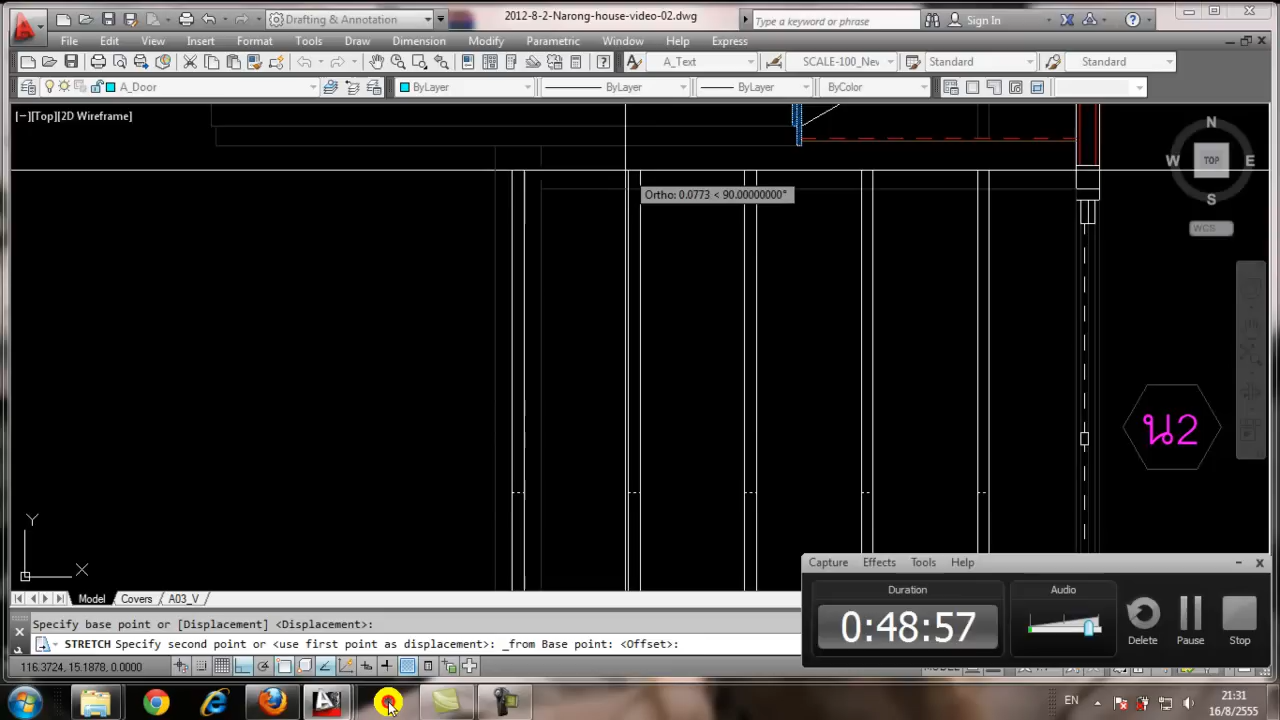 Drafting & Annotation
2012-8-2-Narong-house-video-02.dwg
Type a keyword or phrase
Sign In
File Edit View Insert Format Tools Draw Dimension Modify Parametric Window Help Express
A_Text
SCALE-100_Nev
Standard
Standard
A_Door
ByLayer
ByLayer
ByLayer
ByColor
[−][Top][2D Wireframe]
N
W TOP E
S
WCS
Ortho: 0.0773 < 90.00000000°
น2
Y
X
Capture Effects Tools Help
Duration
0:48:57
Audio
Delete
Pause
Stop
Model Covers A03_V
Specify base point or [Displacement] <Displacement>:
STRETCH Specify second point or <use first point as displacement>: _from Base point: <Offset>:
116.3724, 15.1878, 0.0000
EN
21:31
16/8/2555